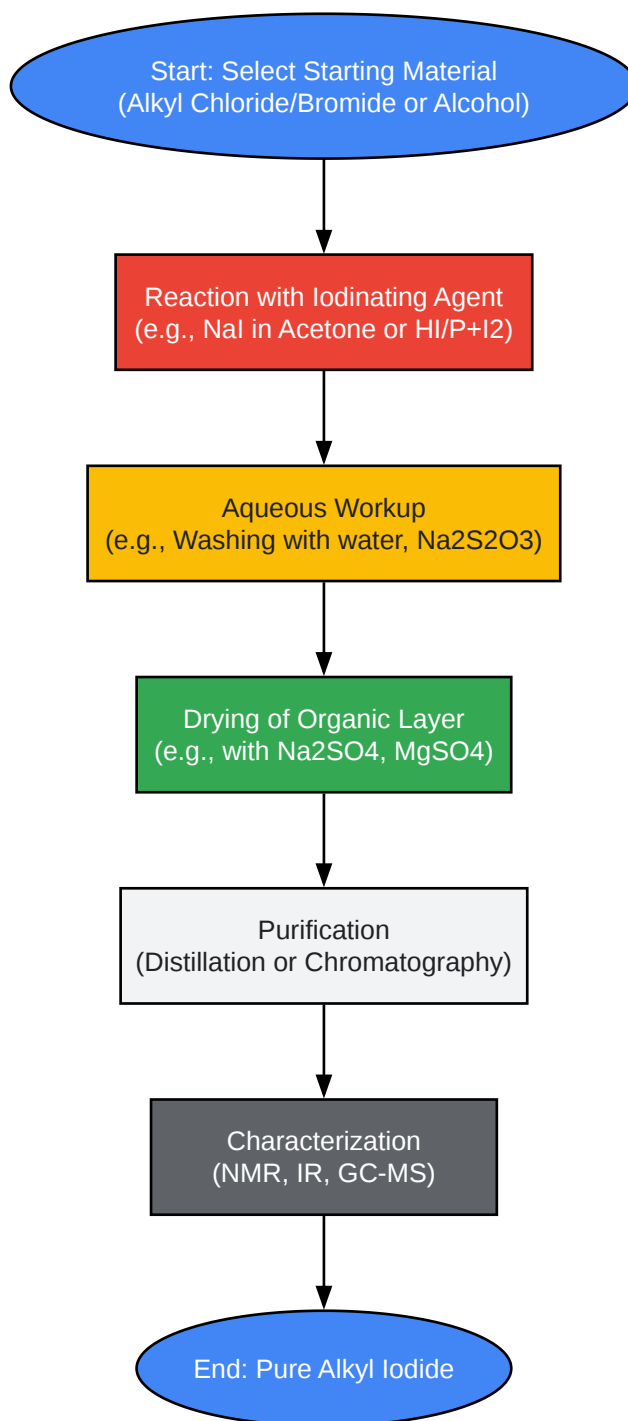 Start: Select Starting Material
(Alkyl Chloride/Bromide or Alcohol)
Reaction with Iodinating Agent
(e.g., NaI in Acetone or HI/P+I2)
Aqueous Workup
(e.g., Washing with water, Na2S2O3)
Drying of Organic Layer
(e.g., with Na2SO4, MgSO4)
Purification
(Distillation or Chromatography)
Characterization
(NMR, IR, GC-MS)
End: Pure Alkyl Iodide